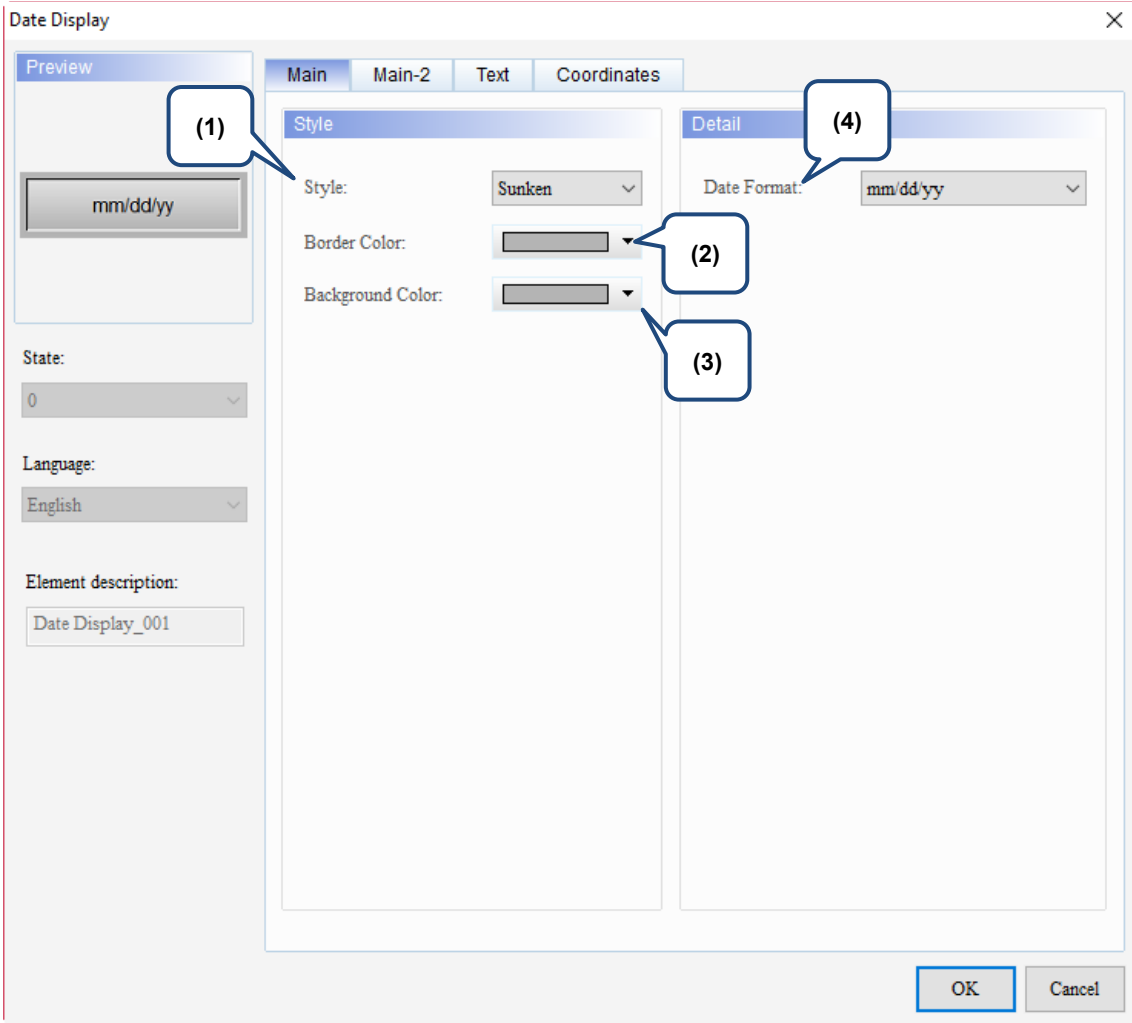 Date Display
Preview
mm/dd/yy
State:
0
Language:
English
Element description:
Date Display_001
Main Main-2 Text Coordinates
Style
(1)
Style: Sunken
Border Color:
(2)
Background Color:
(3)
Detail
(4)
Date Format: mm/dd/yy
OK Cancel